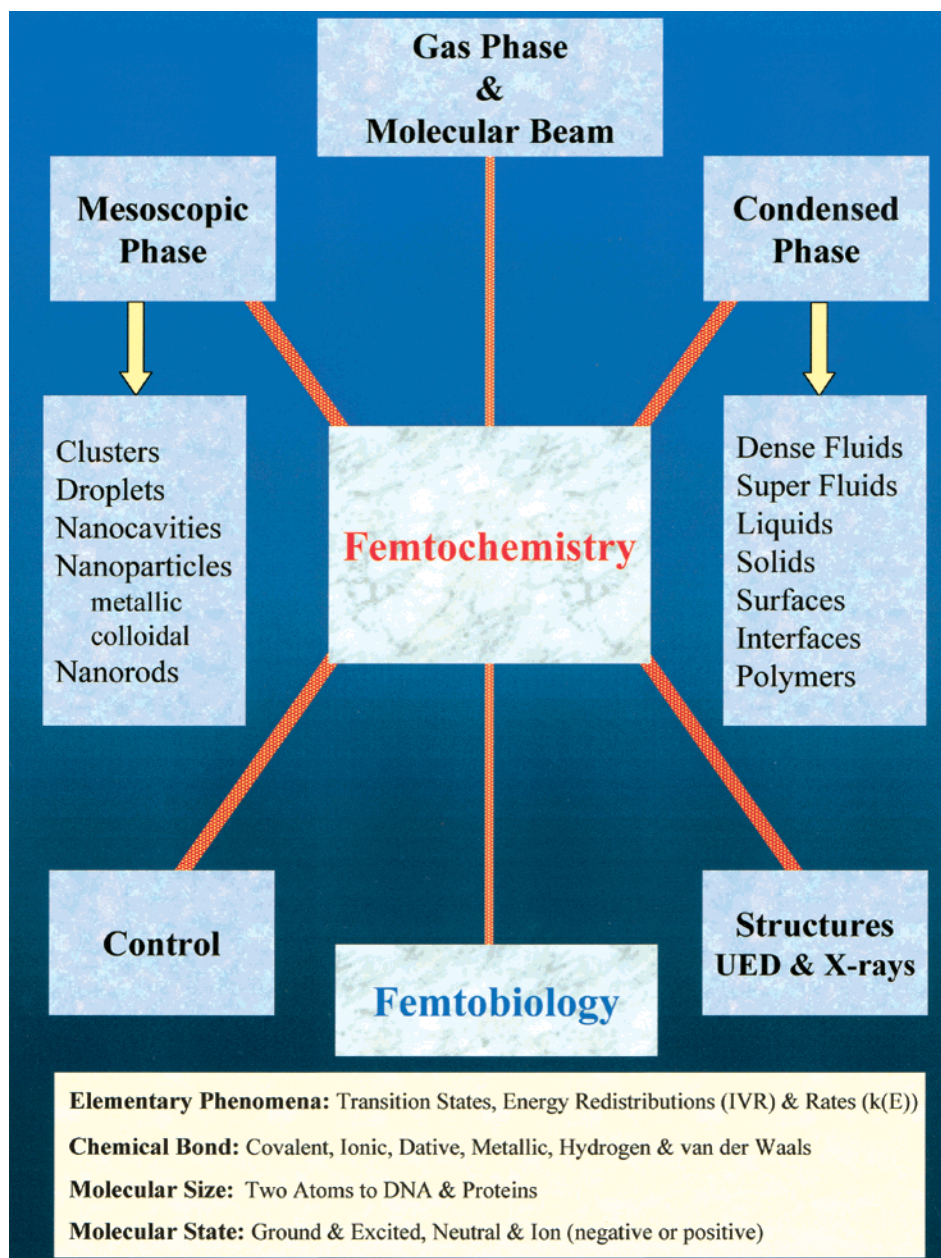 Gas Phase
&
Molecular Beam
Mesoscopic
Phase
Condensed
Phase
Clusters
Droplets
Nanocavities
Nanoparticles
metallic
colloidal
Nanorods
Femtochemistry
Dense Fluids
Super Fluids
Liquids
Solids
Surfaces
Interfaces
Polymers
Control
Femtobiology
Structures
UED & X-rays
Elementary Phenomena: Transition States, Energy Redistributions (IVR) & Rates (k(E))
Chemical Bond: Covalent, Ionic, Dative, Metallic, Hydrogen & van der Waals
Molecular Size: Two Atoms to DNA & Proteins
Molecular State: Ground & Excited, Neutral & Ion (negative or positive)